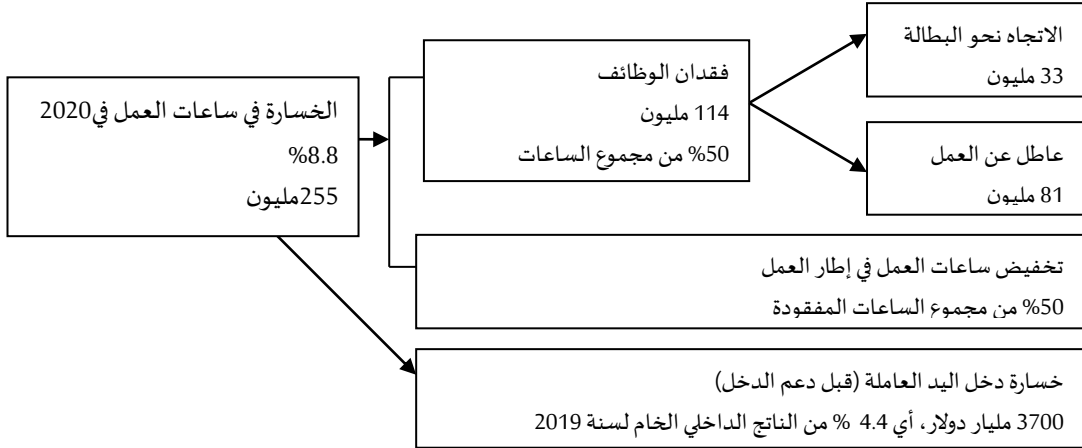 الخسارة في ساعات العمل في2020
%8.8
255مليون
فقدان الوظائف
114 مليون
%50 من مجموع الساعات
الاتجاه نحو البطالة
33 مليون
عاطل عن العمل
81 مليون
تخفيض ساعات العمل في إطار العمل
%50 من مجموع الساعات المفقودة
خسارة دخل اليد العاملة (قبل دعم الدخل)
3700 مليار دولار، أي 4.4 % من الناتج الداخلي الخام لسنة 2019